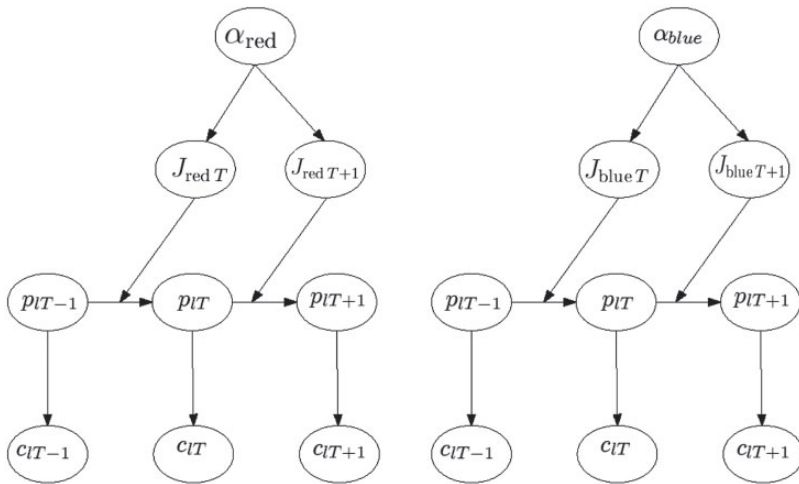 α_red α_blue
J_red T J_red T+1 J_blue T J_blue T+1
p_lT−1 p_lT p_lT+1 p_lT−1 p_lT p_lT+1
c_lT−1 c_lT c_lT+1 c_lT−1 c_lT c_lT+1